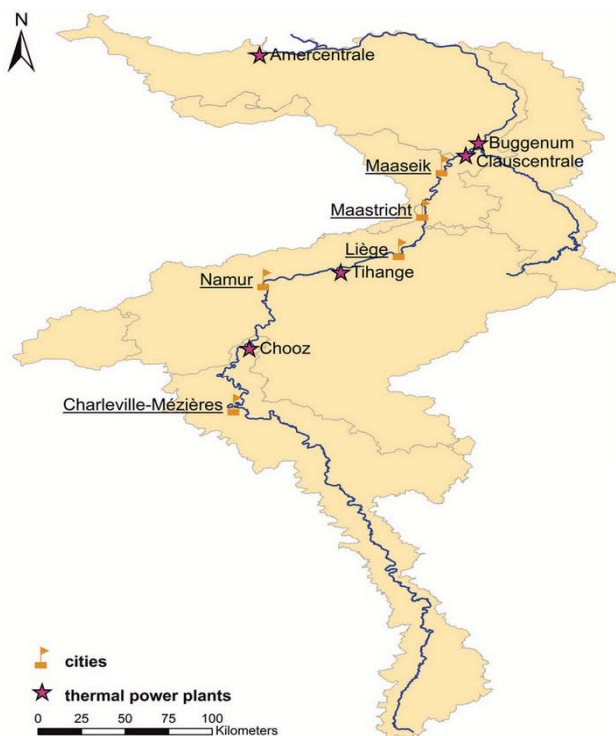 N
Amercentrale
Buggenum
Clauscentrale
Maaseik
Maastricht
Liège
Tihange
Namur
Chooz
Charleville-Mézières
cities
thermal power plants
0 25 50 75 100
Kilometers